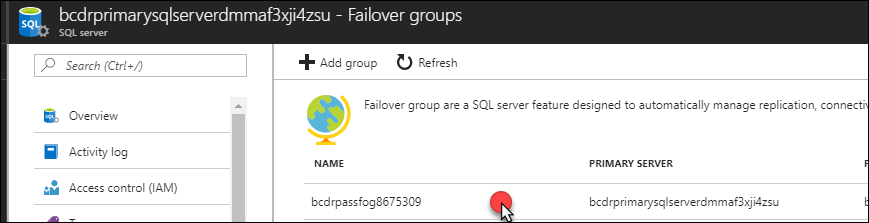 bcdrprimarysqlserverdmmaf3xji4zsu - Failover groups
SQL server
SQL
Search (Ctrl+/)
Overview
Activity log
Access control (IAM)
Add group
Refresh
Failover group are a SQL server feature designed to automatically manage replication,
NAME PRIMARY SERVER
bcdrpassfog8675309 bcdrprimarysqlserverdmmaf3xji4zsu